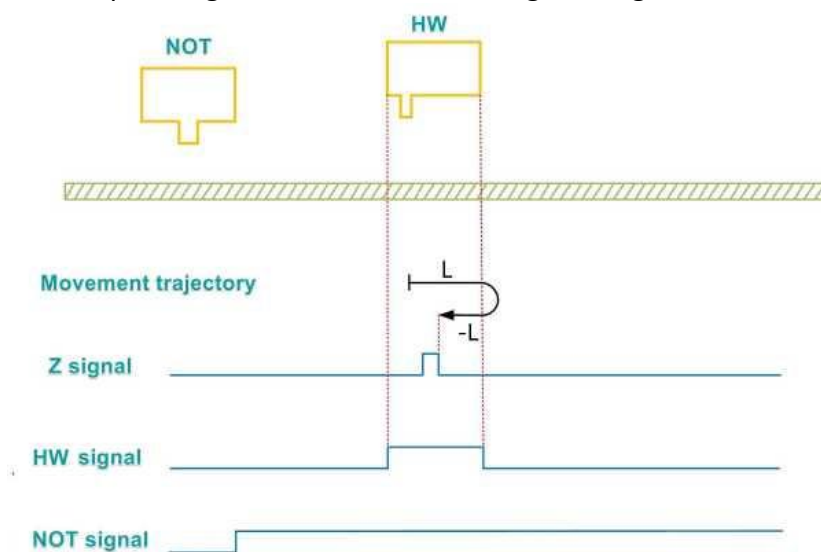 NOT
HW
Movement trajectory
L
-L
Z signal
HW signal
NOT signal